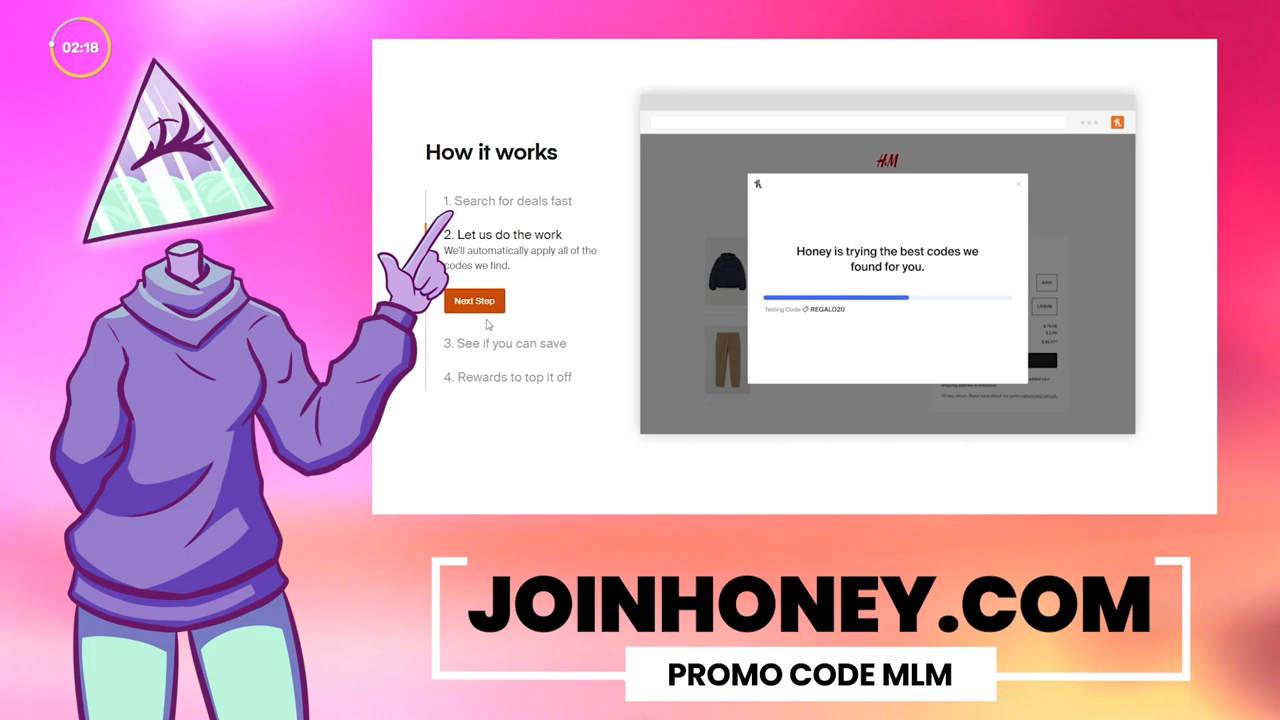 02:18
How it works
1. Search for deals fast
2. Let us do the work
We'll automatically apply all of the
codes we find.
Next Step
3. See if you can save
4. Rewards to top it off
H&M
Honey is trying the best codes we
found for you.
Testing Code: REGALO20
ADD
LOGIN
JOINHONEY.COM
PROMO CODE MLM